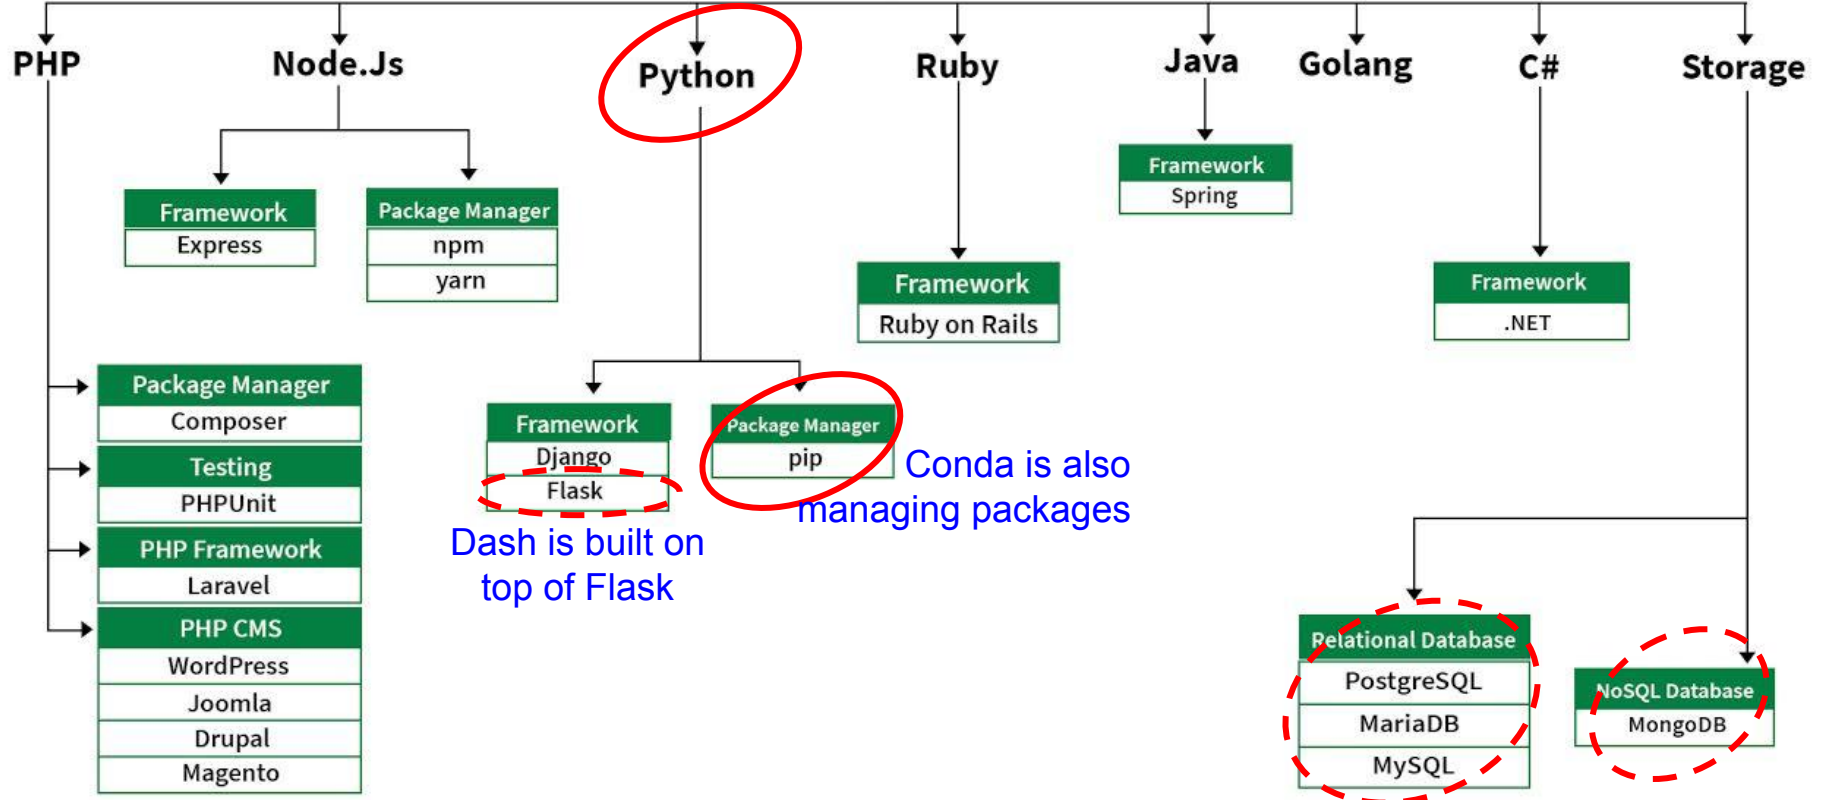 PHP
Node.Js
Python
Ruby
Java
Golang
C#
Storage
Framework
Express
Package Manager
npm
yarn
Framework
Spring
Framework
Ruby on Rails
Framework
.NET
Package Manager
Composer
Testing
PHPUnit
PHP Framework
Laravel
PHP CMS
WordPress
Joomla
Drupal
Magento
Framework
Django
Flask
Package Manager
pip
Conda is also
managing packages
Dash is built on
top of Flask
Relational Database
PostgreSQL
MariaDB
MySQL
NoSQL Database
MongoDB